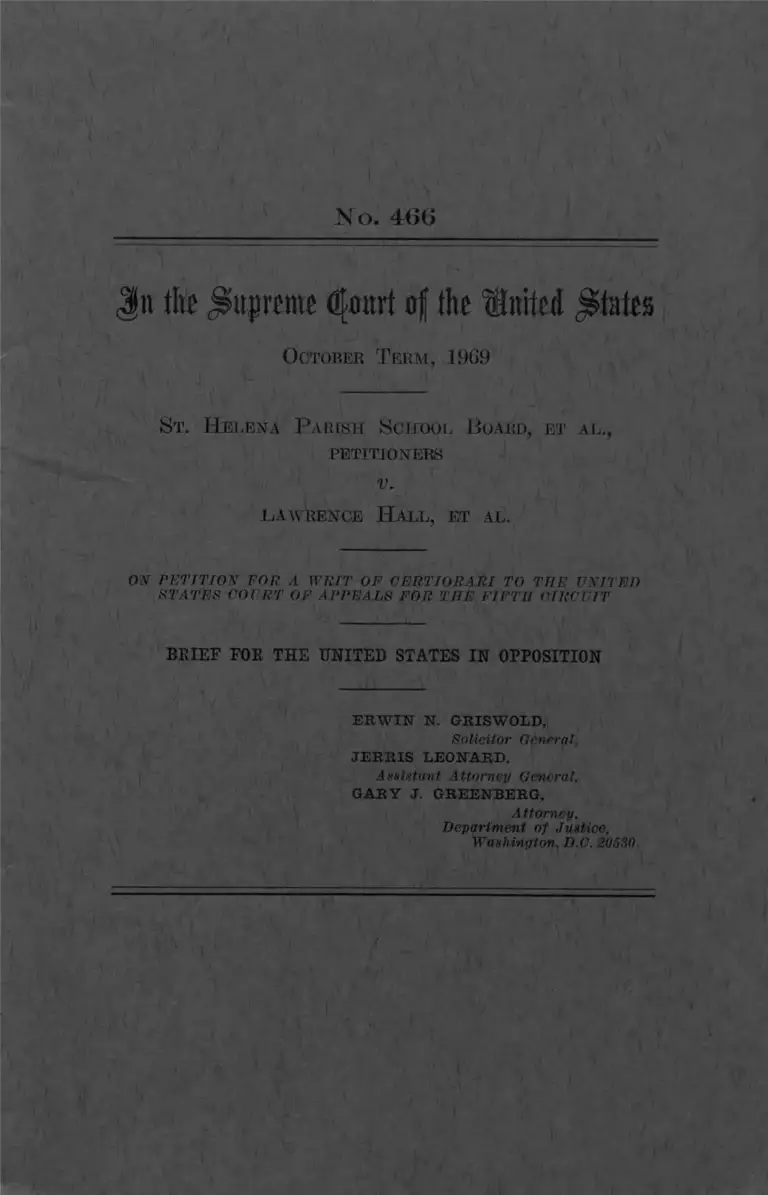 No. 466
In the Supreme Court of the United States
October Term, 1969
St. Helena Parish School Board, et al.,
PETITIONERS
v.
Lawrence Hall, et al.
ON PETITION FOR A WRIT OF CERTIORARI TO THE UNITED
STATES COURT OF APPEALS FOR THE FIFTH CIRCUIT
BRIEF FOR THE UNITED STATES IN OPPOSITION
ERWIN N. GRISWOLD,
Solicitor General,
JERRIS LEONARD,
Assistant Attorney General,
GARY J. GREENBERG,
Attorney,
Department of Justice,
Washington, D.C. 20530.